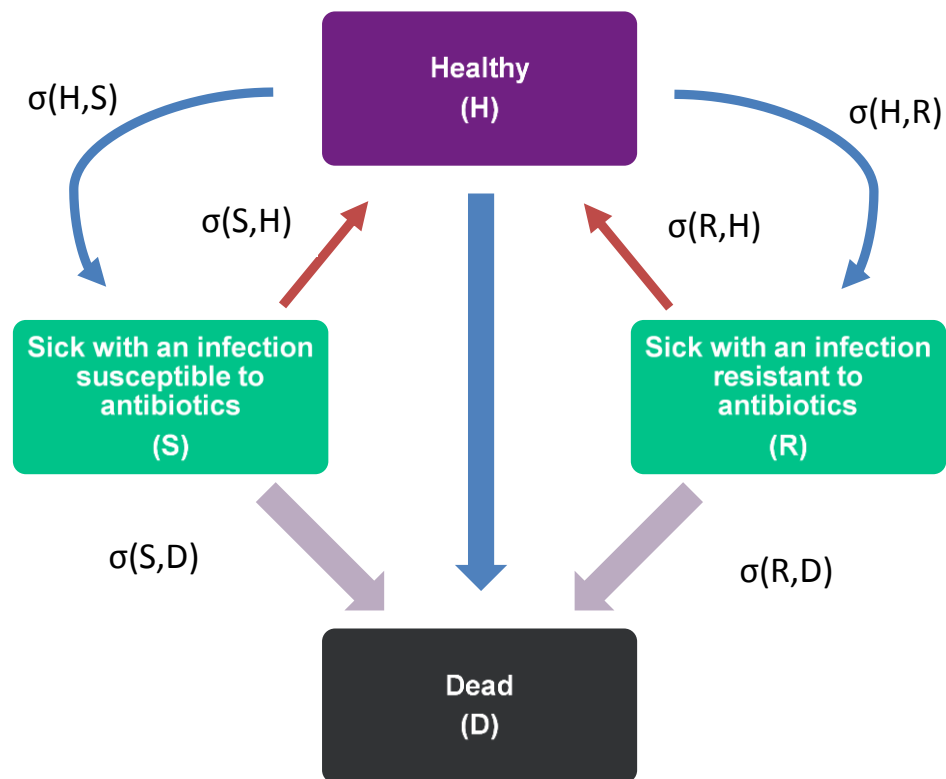 Healthy
(H)
σ(H,S)
σ(H,R)
σ(S,H)
σ(R,H)
Sick with an infection
susceptible to
antibiotics
(S)
Sick with an infection
resistant to
antibiotics
(R)
σ(S,D)
σ(R,D)
Dead
(D)